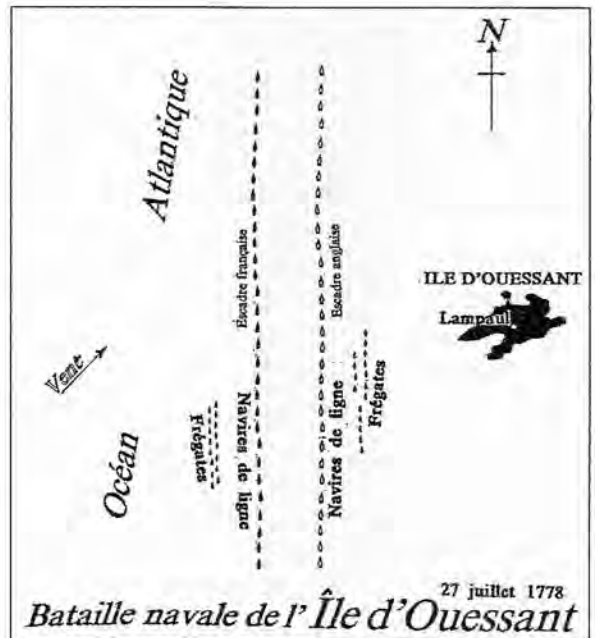 N
Atlantique
Océan
Vent
Escadre française
Navires de ligne
Frégates
Escadre anglaise
Navires de ligne
Frégates
ILE D'OUESSANT
Lampaul
27 juillet 1778
Bataille navale de l'Île d'Ouessant